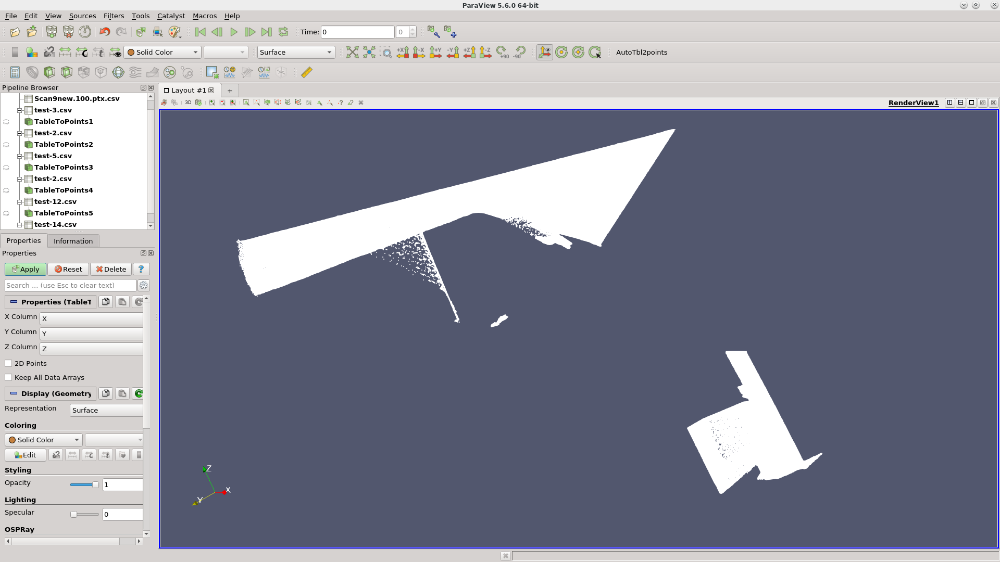 ParaView 5.6.0 64-bit
File Edit View Sources Filters Tools Catalyst Macros Help
Time: 0 0
Solid Color Surface +X -X +Y -Y +Z -Z +90 -90 AutoTbl2points
Pipeline Browser
Layout #1 +
3D RenderView1
Scan9new.100.ptx.csv
test-3.csv
TableToPoints1
test-2.csv
TableToPoints2
test-5.csv
TableToPoints3
test-2.csv
TableToPoints4
test-12.csv
TableToPoints5
test-14.csv
Properties Information
Properties
Apply Reset Delete ?
Search ... (use Esc to clear text)
Properties (TableT
X Column X
Y Column Y
Z Column Z
2D Points
Keep All Data Arrays
Display (Geometry
Representation Surface
Coloring
Solid Color
Edit
Styling
Opacity 1
Lighting
Specular 0
OSPRay
Z
X
Y